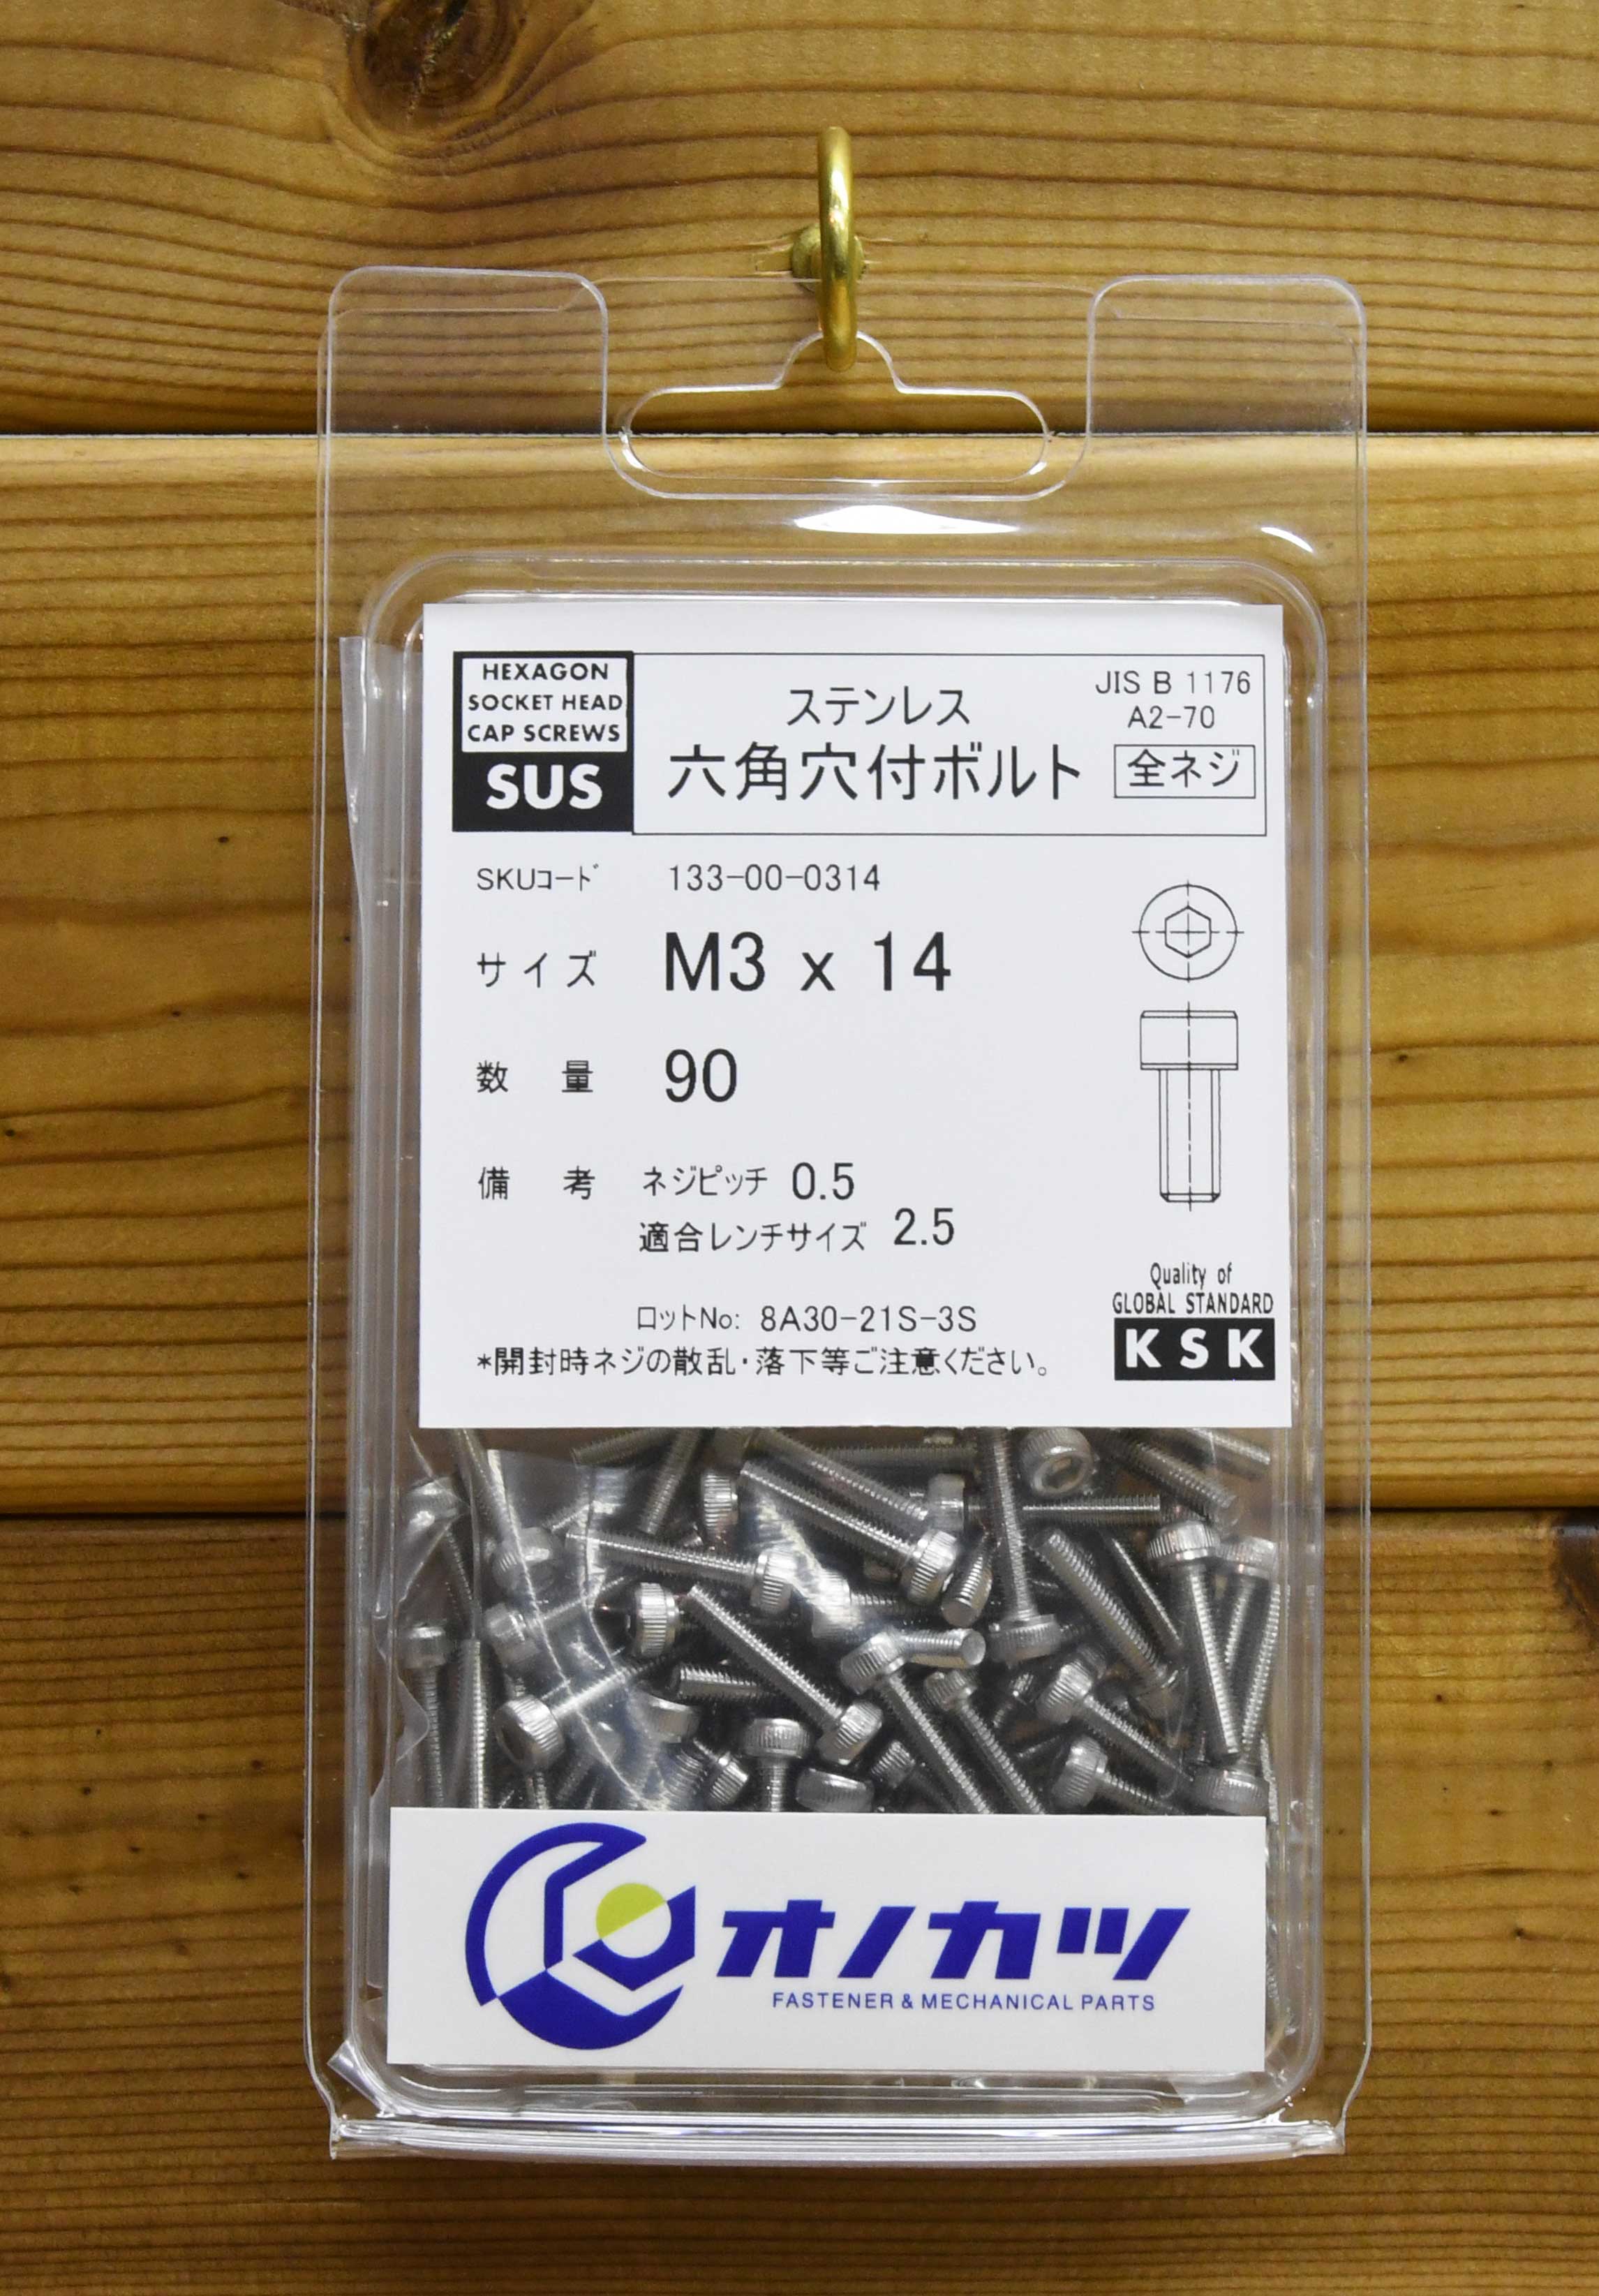 HEXAGON
SOCKET HEAD
CAP SCREWS
SUS
ステンレス
六角穴付ボルト
JIS B 1176
A2-70
全ネジ
SKUｺｰﾄﾞ 133-00-0314
サイズ M3 x 14
数量 90
備考 ネジピッチ 0.5
適合レンチサイズ 2.5
ロットNo: 8A30-21S-3S
*開封時ネジの散乱・落下等ご注意ください。
Quality of
GLOBAL STANDARD
KSK
オノカツ
FASTENER & MECHANICAL PARTS